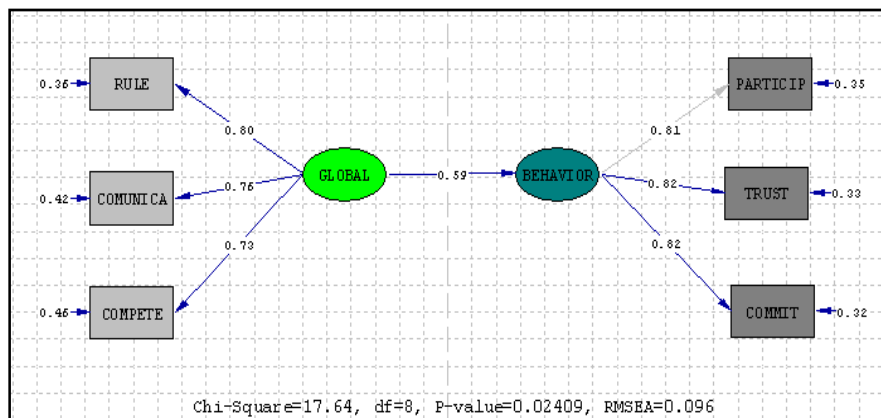 0.36 RULE
PARTICIP 0.35
0.80
0.81
GLOBAL 0.59 BEHAVIOR
0.76
0.82
0.42 COMUNICA
TRUST 0.33
0.73
0.82
0.46 COMPETE
COMMIT 0.32
Chi-Square=17.64, df=8, P-value=0.02409, RMSEA=0.096